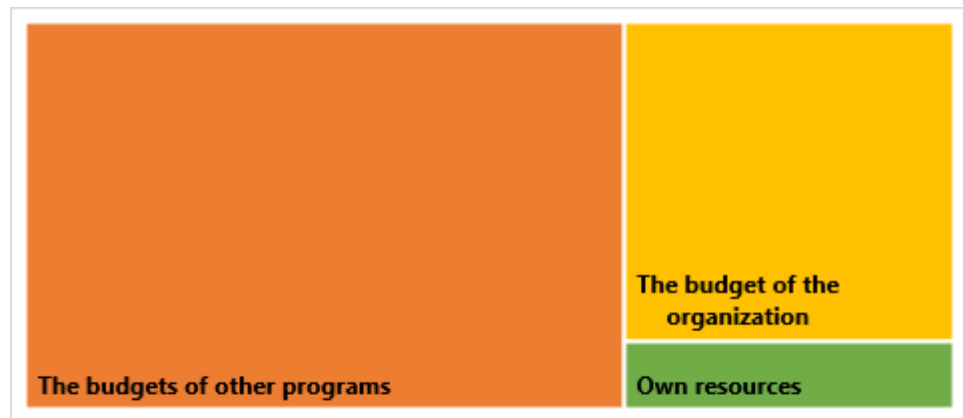 The budget of the
organization
The budgets of other programs
Own resources